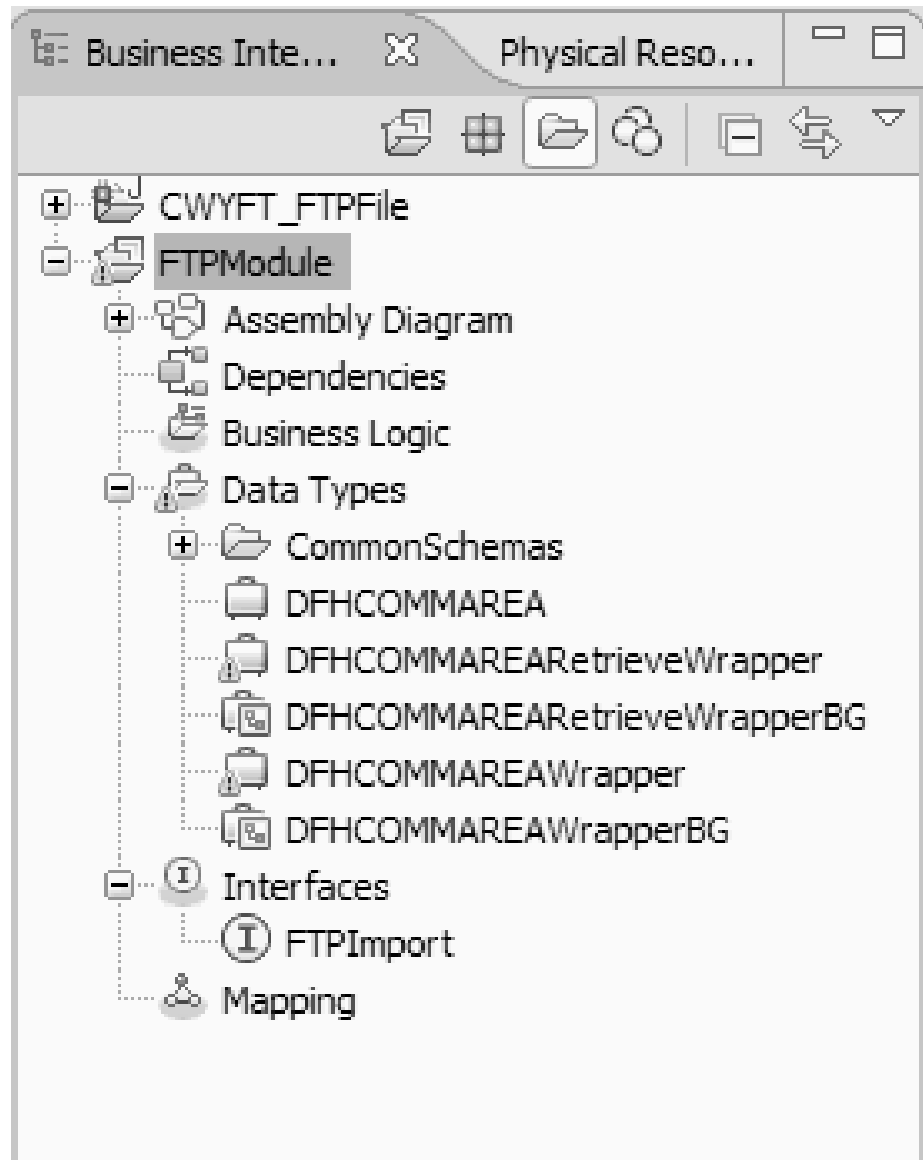 Business Inte... Physical Reso...
CWYFT_FTPFile
FTPModule
Assembly Diagram
Dependencies
Business Logic
Data Types
CommonSchemas
DFHCOMMAREA
DFHCOMMAREARetrieveWrapper
DFHCOMMAREARetrieveWrapperBG
DFHCOMMAREAWrapper
DFHCOMMAREAWrapperBG
Interfaces
FTPImport
Mapping